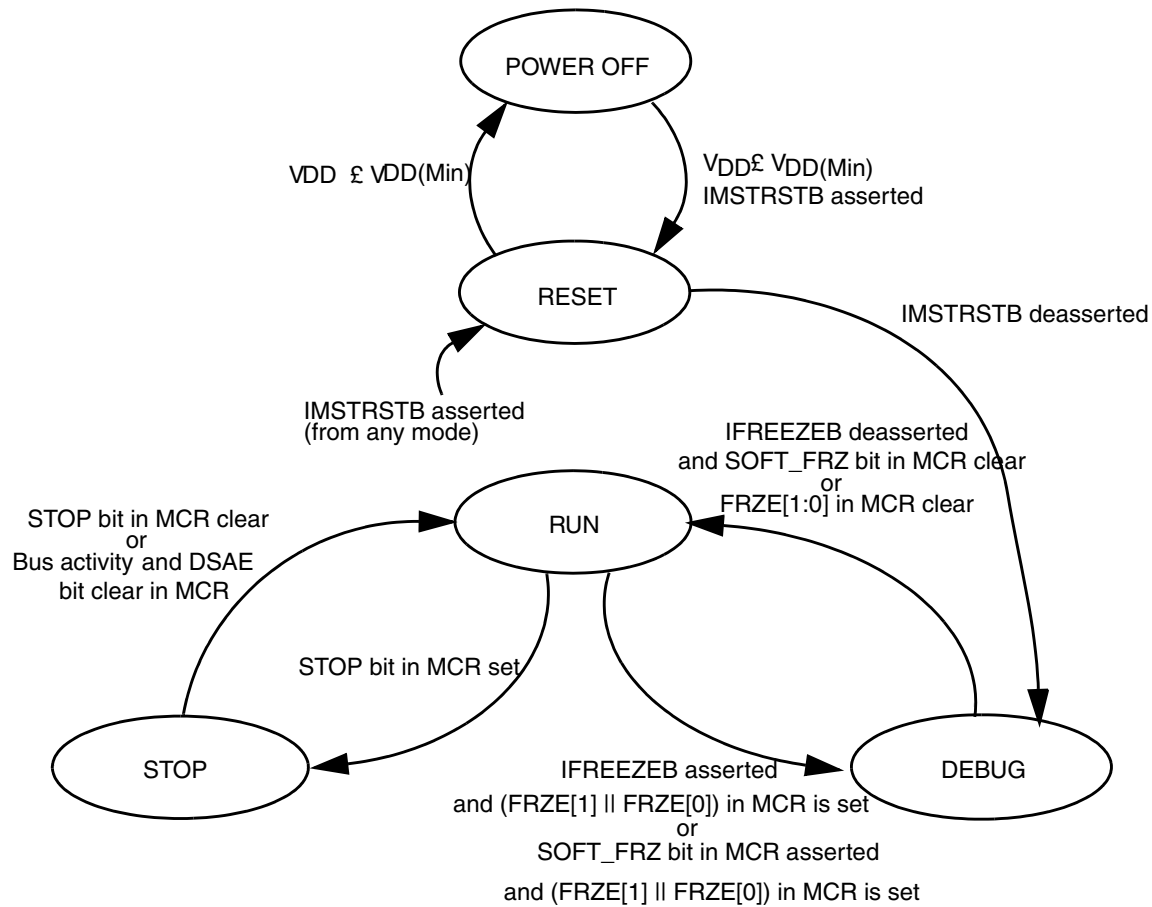 POWER OFF
VDD £ VDD(Min)
VDD£ VDD(Min)
IMSTRSTB asserted
RESET
IMSTRSTB deasserted
IMSTRSTB asserted
(from any mode)
IFREEZEB deasserted
and SOFT_FRZ bit in MCR clear
or
FRZE[1:0] in MCR clear
STOP bit in MCR clear
or
Bus activity and DSAE
bit clear in MCR
RUN
STOP bit in MCR set
STOP
DEBUG
IFREEZEB asserted
and (FRZE[1] || FRZE[0]) in MCR is set
or
SOFT_FRZ bit in MCR asserted
and (FRZE[1] || FRZE[0]) in MCR is set